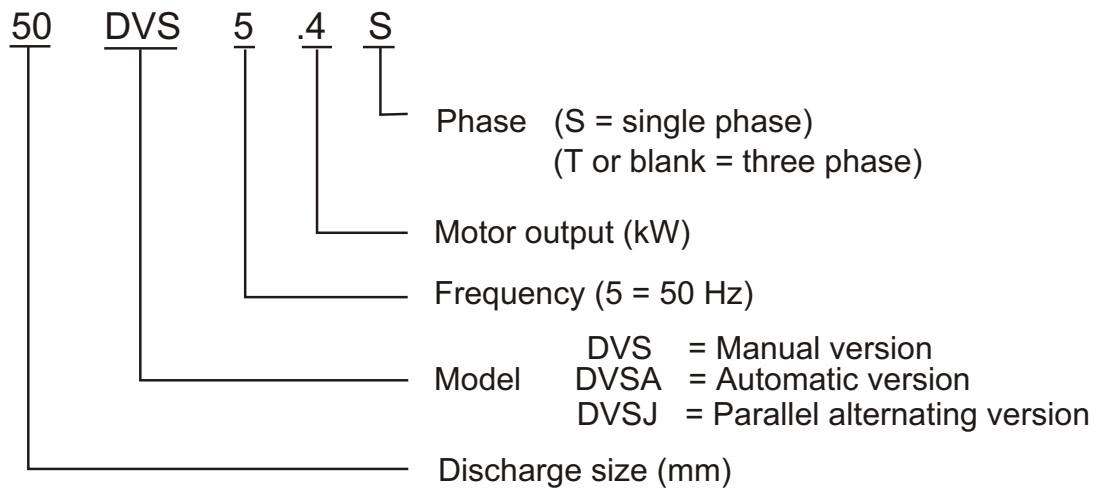 50 DVS 5 .4 S
Phase (S = single phase)
(T or blank = three phase)
Motor output (kW)
Frequency (5 = 50 Hz)
DVS = Manual version
Model DVSA = Automatic version
DVSJ = Parallel alternating version
Discharge size (mm)